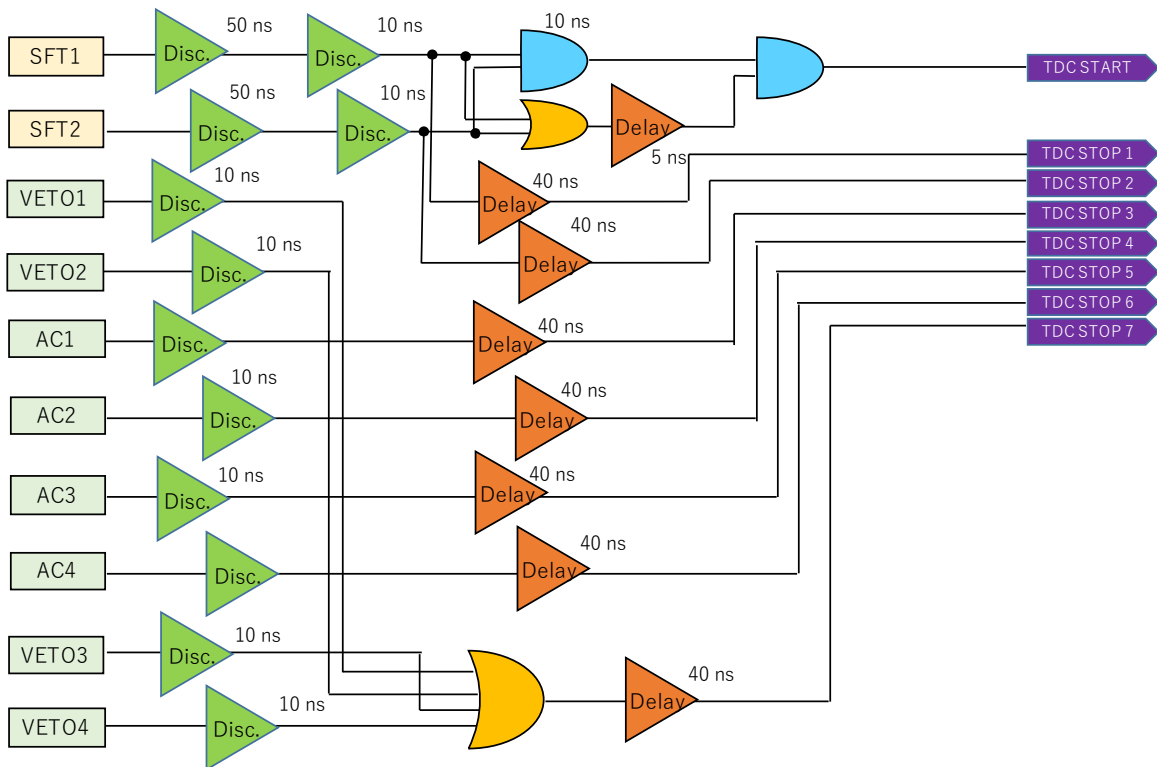 50 ns
10 ns
10 ns
SFT1
Disc.
Disc.
TDC START
50 ns
10 ns
SFT2
Disc.
Disc.
Delay
5 ns
TDC STOP 1
10 ns
40 ns
TDC STOP 2
VETO1
Disc.
Delay
TDC STOP 3
10 ns
40 ns
TDC STOP 4
VETO2
Disc.
Delay
TDC STOP 5
TDC STOP 6
40 ns
TDC STOP 7
AC1
Disc.
Delay
10 ns
40 ns
AC2
Disc.
Delay
10 ns
40 ns
AC3
Disc.
Delay
40 ns
AC4
Disc.
Delay
10 ns
VETO3
Disc.
40 ns
10 ns
Delay
VETO4
Disc.